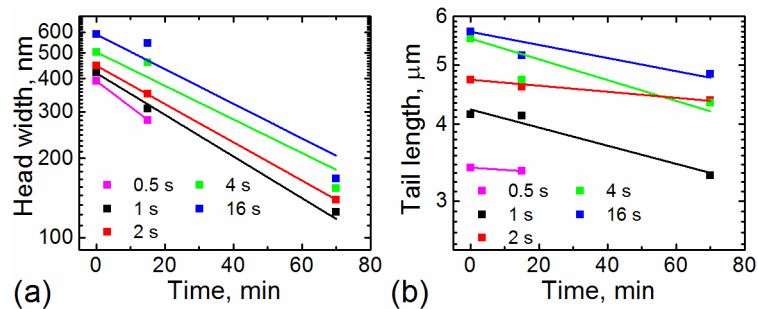 600
500
400
300
200
100
Head width, nm
0.5 s
1 s
2 s
4 s
16 s
0 20 40 60 80
Time, min
(a)
6
5
4
3
Tail length, μm
0.5 s
1 s
2 s
4 s
16 s
0 20 40 60 80
Time, min
(b)